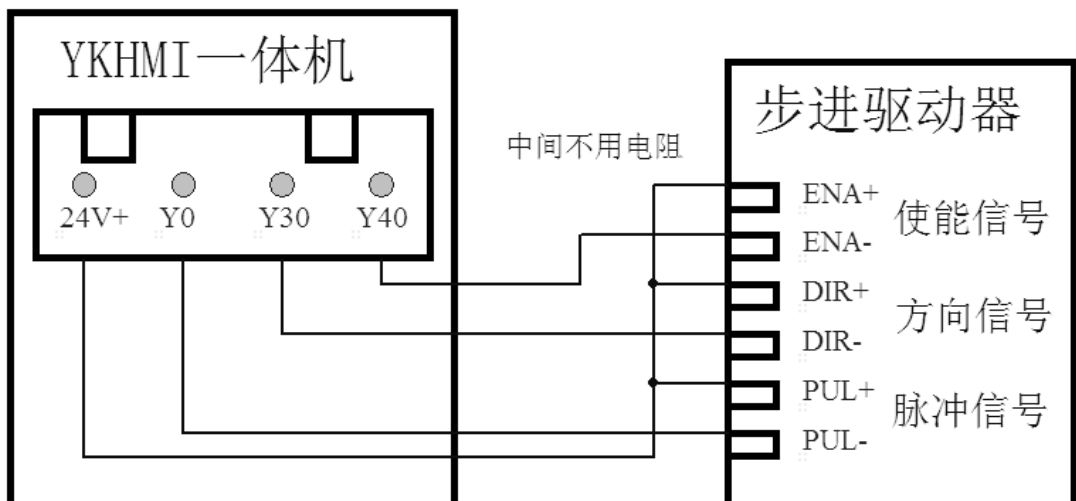 YKHMI一体机
24V+ Y0 Y30 Y40
中间不用电阻
步进驱动器
ENA+
ENA-
使能信号
DIR+
DIR-
方向信号
PUL+
PUL-
脉冲信号